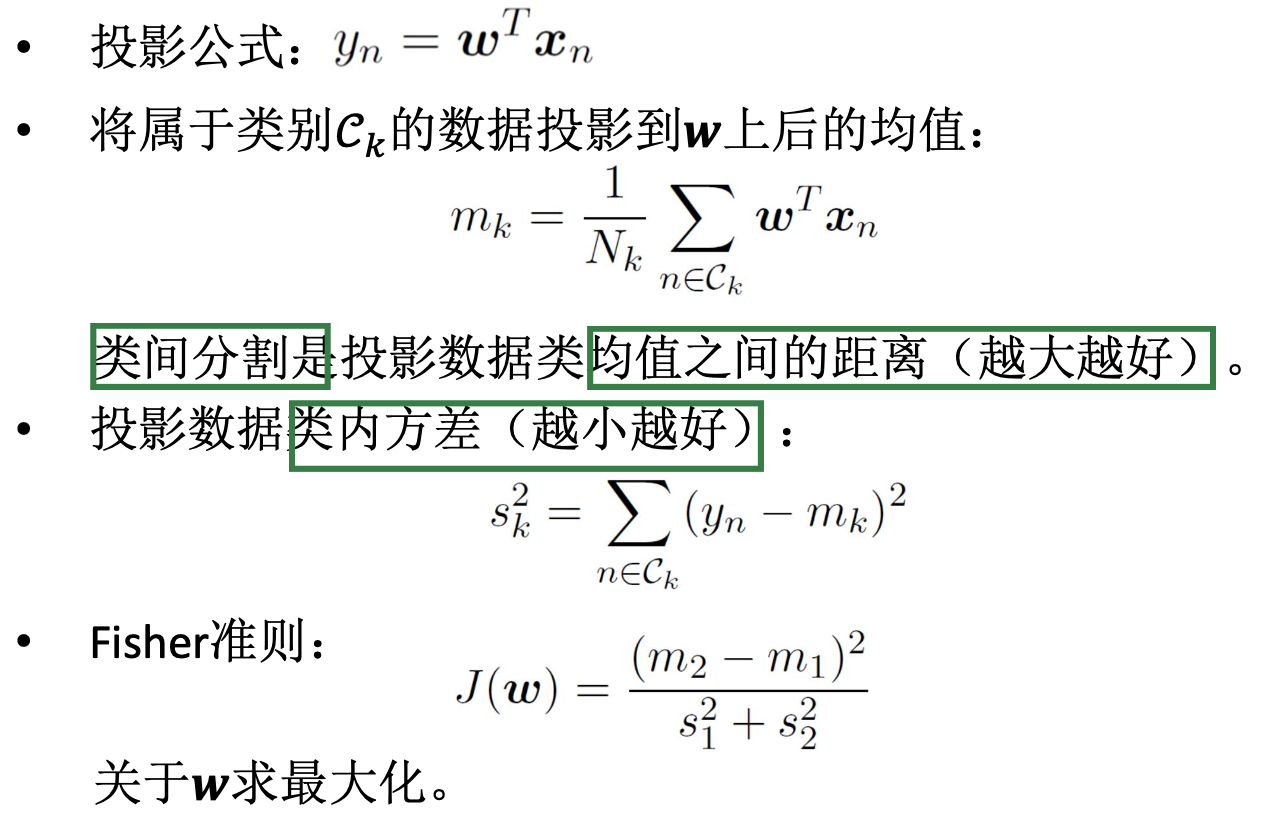 • 投影公式：$y_n = \boldsymbol{w}^T \boldsymbol{x}_n$
• 将属于类别$\mathcal{C}_k$的数据投影到$\boldsymbol{w}$上后的均值：
$m_k = \frac{1}{N_k} \sum_{n \in \mathcal{C}_k} \boldsymbol{w}^T \boldsymbol{x}_n$
类间分割是投影数据类均值之间的距离（越大越好）。
• 投影数据类内方差（越小越好）：
$s_k^2 = \sum_{n \in \mathcal{C}_k} (y_n - m_k)^2$
• Fisher准则：
$J(\boldsymbol{w}) = \frac{(m_2 - m_1)^2}{s_1^2 + s_2^2}$
关于$\boldsymbol{w}$求最大化。